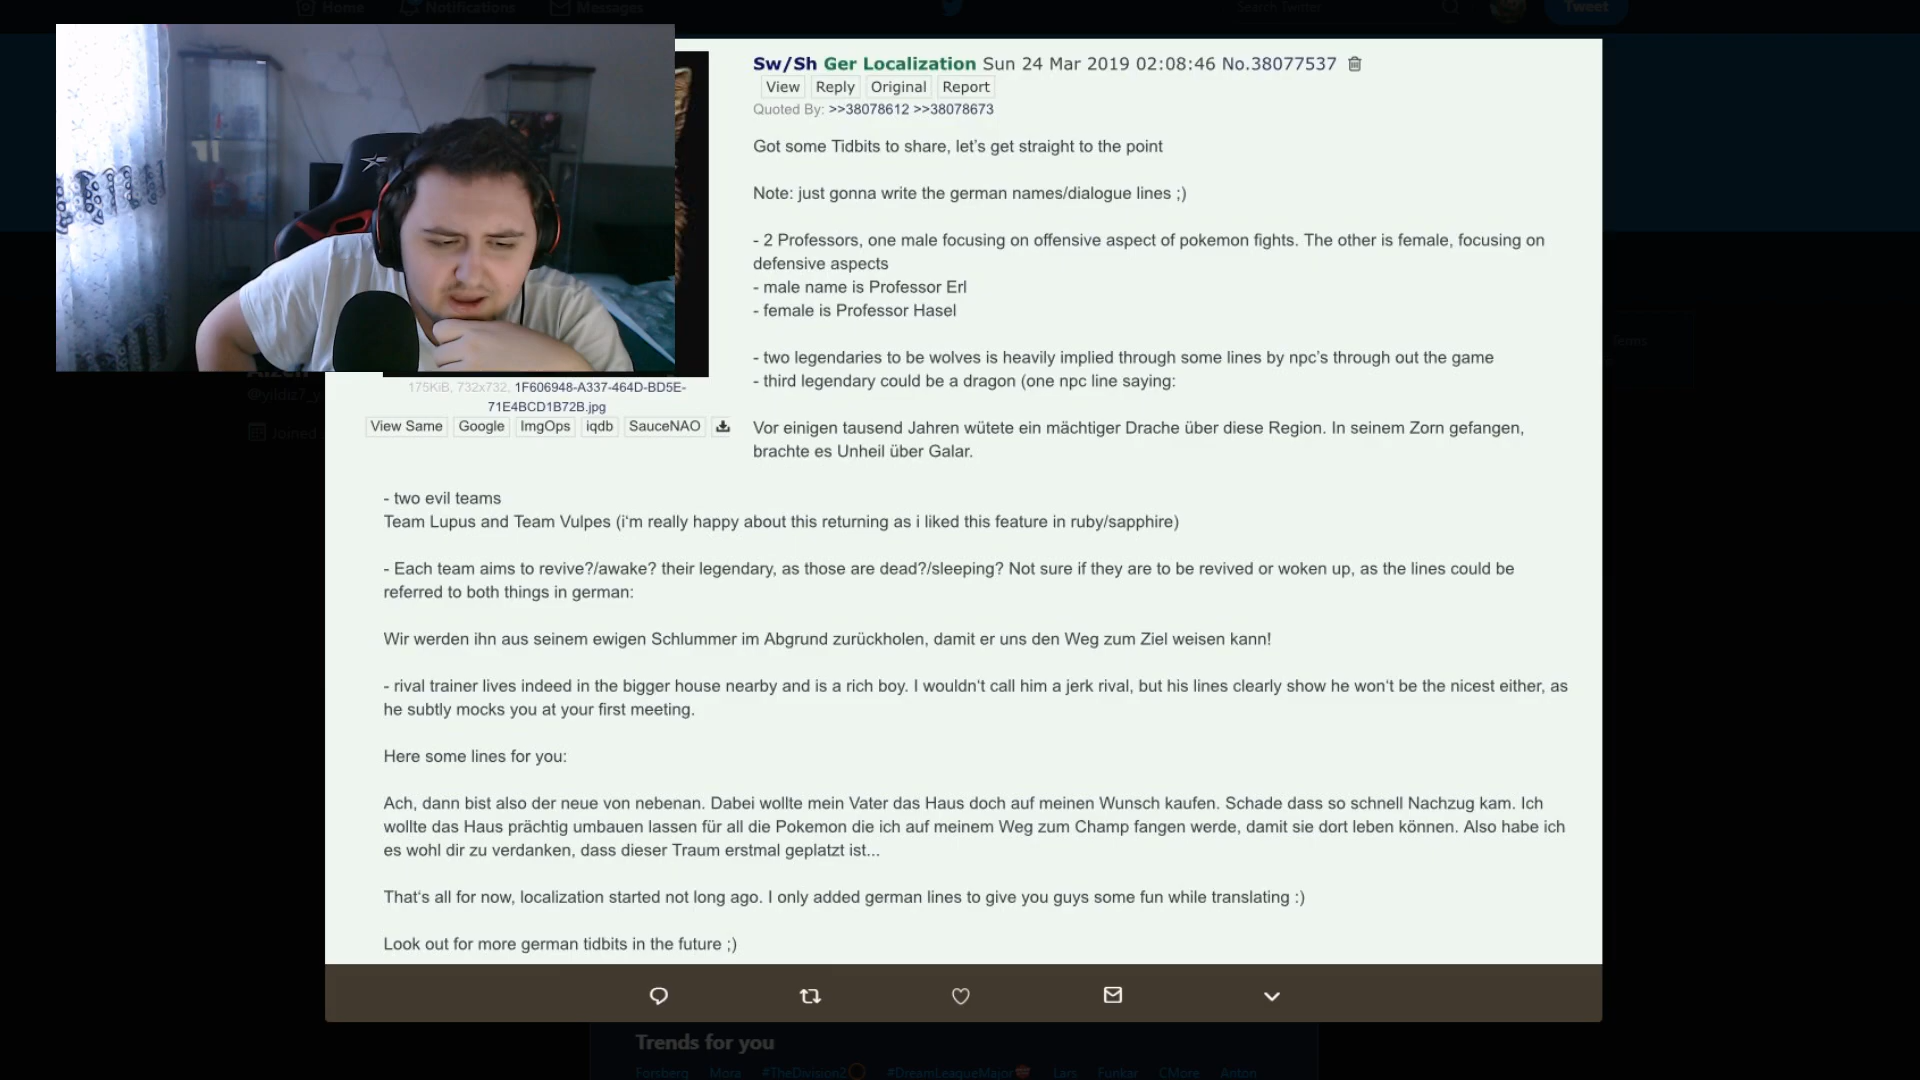 Home Notifications Messages Search Twitter Tweet
Sw/Sh Ger Localization Sun 24 Mar 2019 02:08:46 No.38077537
View Reply Original Report
Quoted By: >>38078612 >>38078673
Got some Tidbits to share, let’s get straight to the point
Note: just gonna write the german names/dialogue lines ;)
- 2 Professors, one male focusing on offensive aspect of pokemon fights. The other is female, focusing on
defensive aspects
- male name is Professor Erl
- female is Professor Hasel
- two legendaries to be wolves is heavily implied through some lines by npc’s through out the game
- third legendary could be a dragon (one npc line saying:
175KiB, 732x732, 1F606948-A337-464D-BD5E-
71E4BCD1B72B.jpg
View Same Google ImgOps iqdb SauceNAO
Vor einigen tausend Jahren wütete ein mächtiger Drache über diese Region. In seinem Zorn gefangen,
brachte es Unheil über Galar.
Joined
- two evil teams
Team Lupus and Team Vulpes (i‘m really happy about this returning as i liked this feature in ruby/sapphire)
- Each team aims to revive?/awake? their legendary, as those are dead?/sleeping? Not sure if they are to be revived or woken up, as the lines could be
referred to both things in german:
Wir werden ihn aus seinem ewigen Schlummer im Abgrund zurückholen, damit er uns den Weg zum Ziel weisen kann!
- rival trainer lives indeed in the bigger house nearby and is a rich boy. I wouldn‘t call him a jerk rival, but his lines clearly show he won‘t be the nicest either, as
he subtly mocks you at your first meeting.
Here some lines for you:
Ach, dann bist also der neue von nebenan. Dabei wollte mein Vater das Haus doch auf meinen Wunsch kaufen. Schade dass so schnell Nachzug kam. Ich
wollte das Haus prächtig umbauen lassen für all die Pokemon die ich auf meinem Weg zum Champ fangen werde, damit sie dort leben können. Also habe ich
es wohl dir zu verdanken, dass dieser Traum erstmal geplatzt ist...
That‘s all for now, localization started not long ago. I only added german lines to give you guys some fun while translating :)
Look out for more german tidbits in the future ;)
Trends for you
Forsberg Mora #TheDivision2 #DreamLeagueMajor Lars Funkar CMore Anton